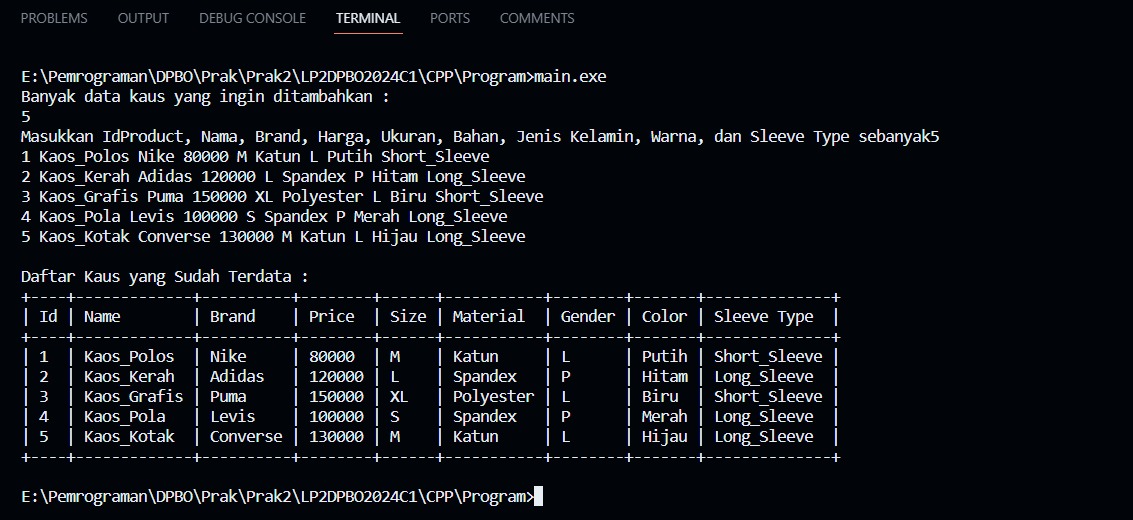 PROBLEMS OUTPUT DEBUG CONSOLE TERMINAL PORTS COMMENTS
E:\Pemrograman\DPBO\Prak\Prak2\LP2DPBO2024C1\CPP\Program>main.exe
Banyak data kaus yang ingin ditambahkan :
5
Masukkan IdProduct, Nama, Brand, Harga, Ukuran, Bahan, Jenis Kelamin, Warna, dan Sleeve Type sebanyak5
1 Kaos_Polos Nike 80000 M Katun L Putih Short_Sleeve
2 Kaos_Kerah Adidas 120000 L Spandex P Hitam Long_Sleeve
3 Kaos_Grafis Puma 150000 XL Polyester L Biru Short_Sleeve
4 Kaos_Pola Levis 100000 S Spandex P Merah Long_Sleeve
5 Kaos_Kotak Converse 130000 M Katun L Hijau Long_Sleeve
Daftar Kaus yang Sudah Terdata :
+----+-------------+----------+--------+------+-----------+--------+-------+--------------+
| Id | Name        | Brand    | Price  | Size | Material  | Gender | Color | Sleeve Type  |
+----+-------------+----------+--------+------+-----------+--------+-------+--------------+
| 1  | Kaos_Polos  | Nike     | 80000  | M    | Katun     | L      | Putih | Short_Sleeve |
| 2  | Kaos_Kerah  | Adidas   | 120000 | L    | Spandex   | P      | Hitam | Long_Sleeve  |
| 3  | Kaos_Grafis | Puma     | 150000 | XL   | Polyester | L      | Biru  | Short_Sleeve |
| 4  | Kaos_Pola   | Levis    | 100000 | S    | Spandex   | P      | Merah | Long_Sleeve  |
| 5  | Kaos_Kotak  | Converse | 130000 | M    | Katun     | L      | Hijau | Long_Sleeve  |
+----+-------------+----------+--------+------+-----------+--------+-------+--------------+
E:\Pemrograman\DPBO\Prak\Prak2\LP2DPBO2024C1\CPP\Program>